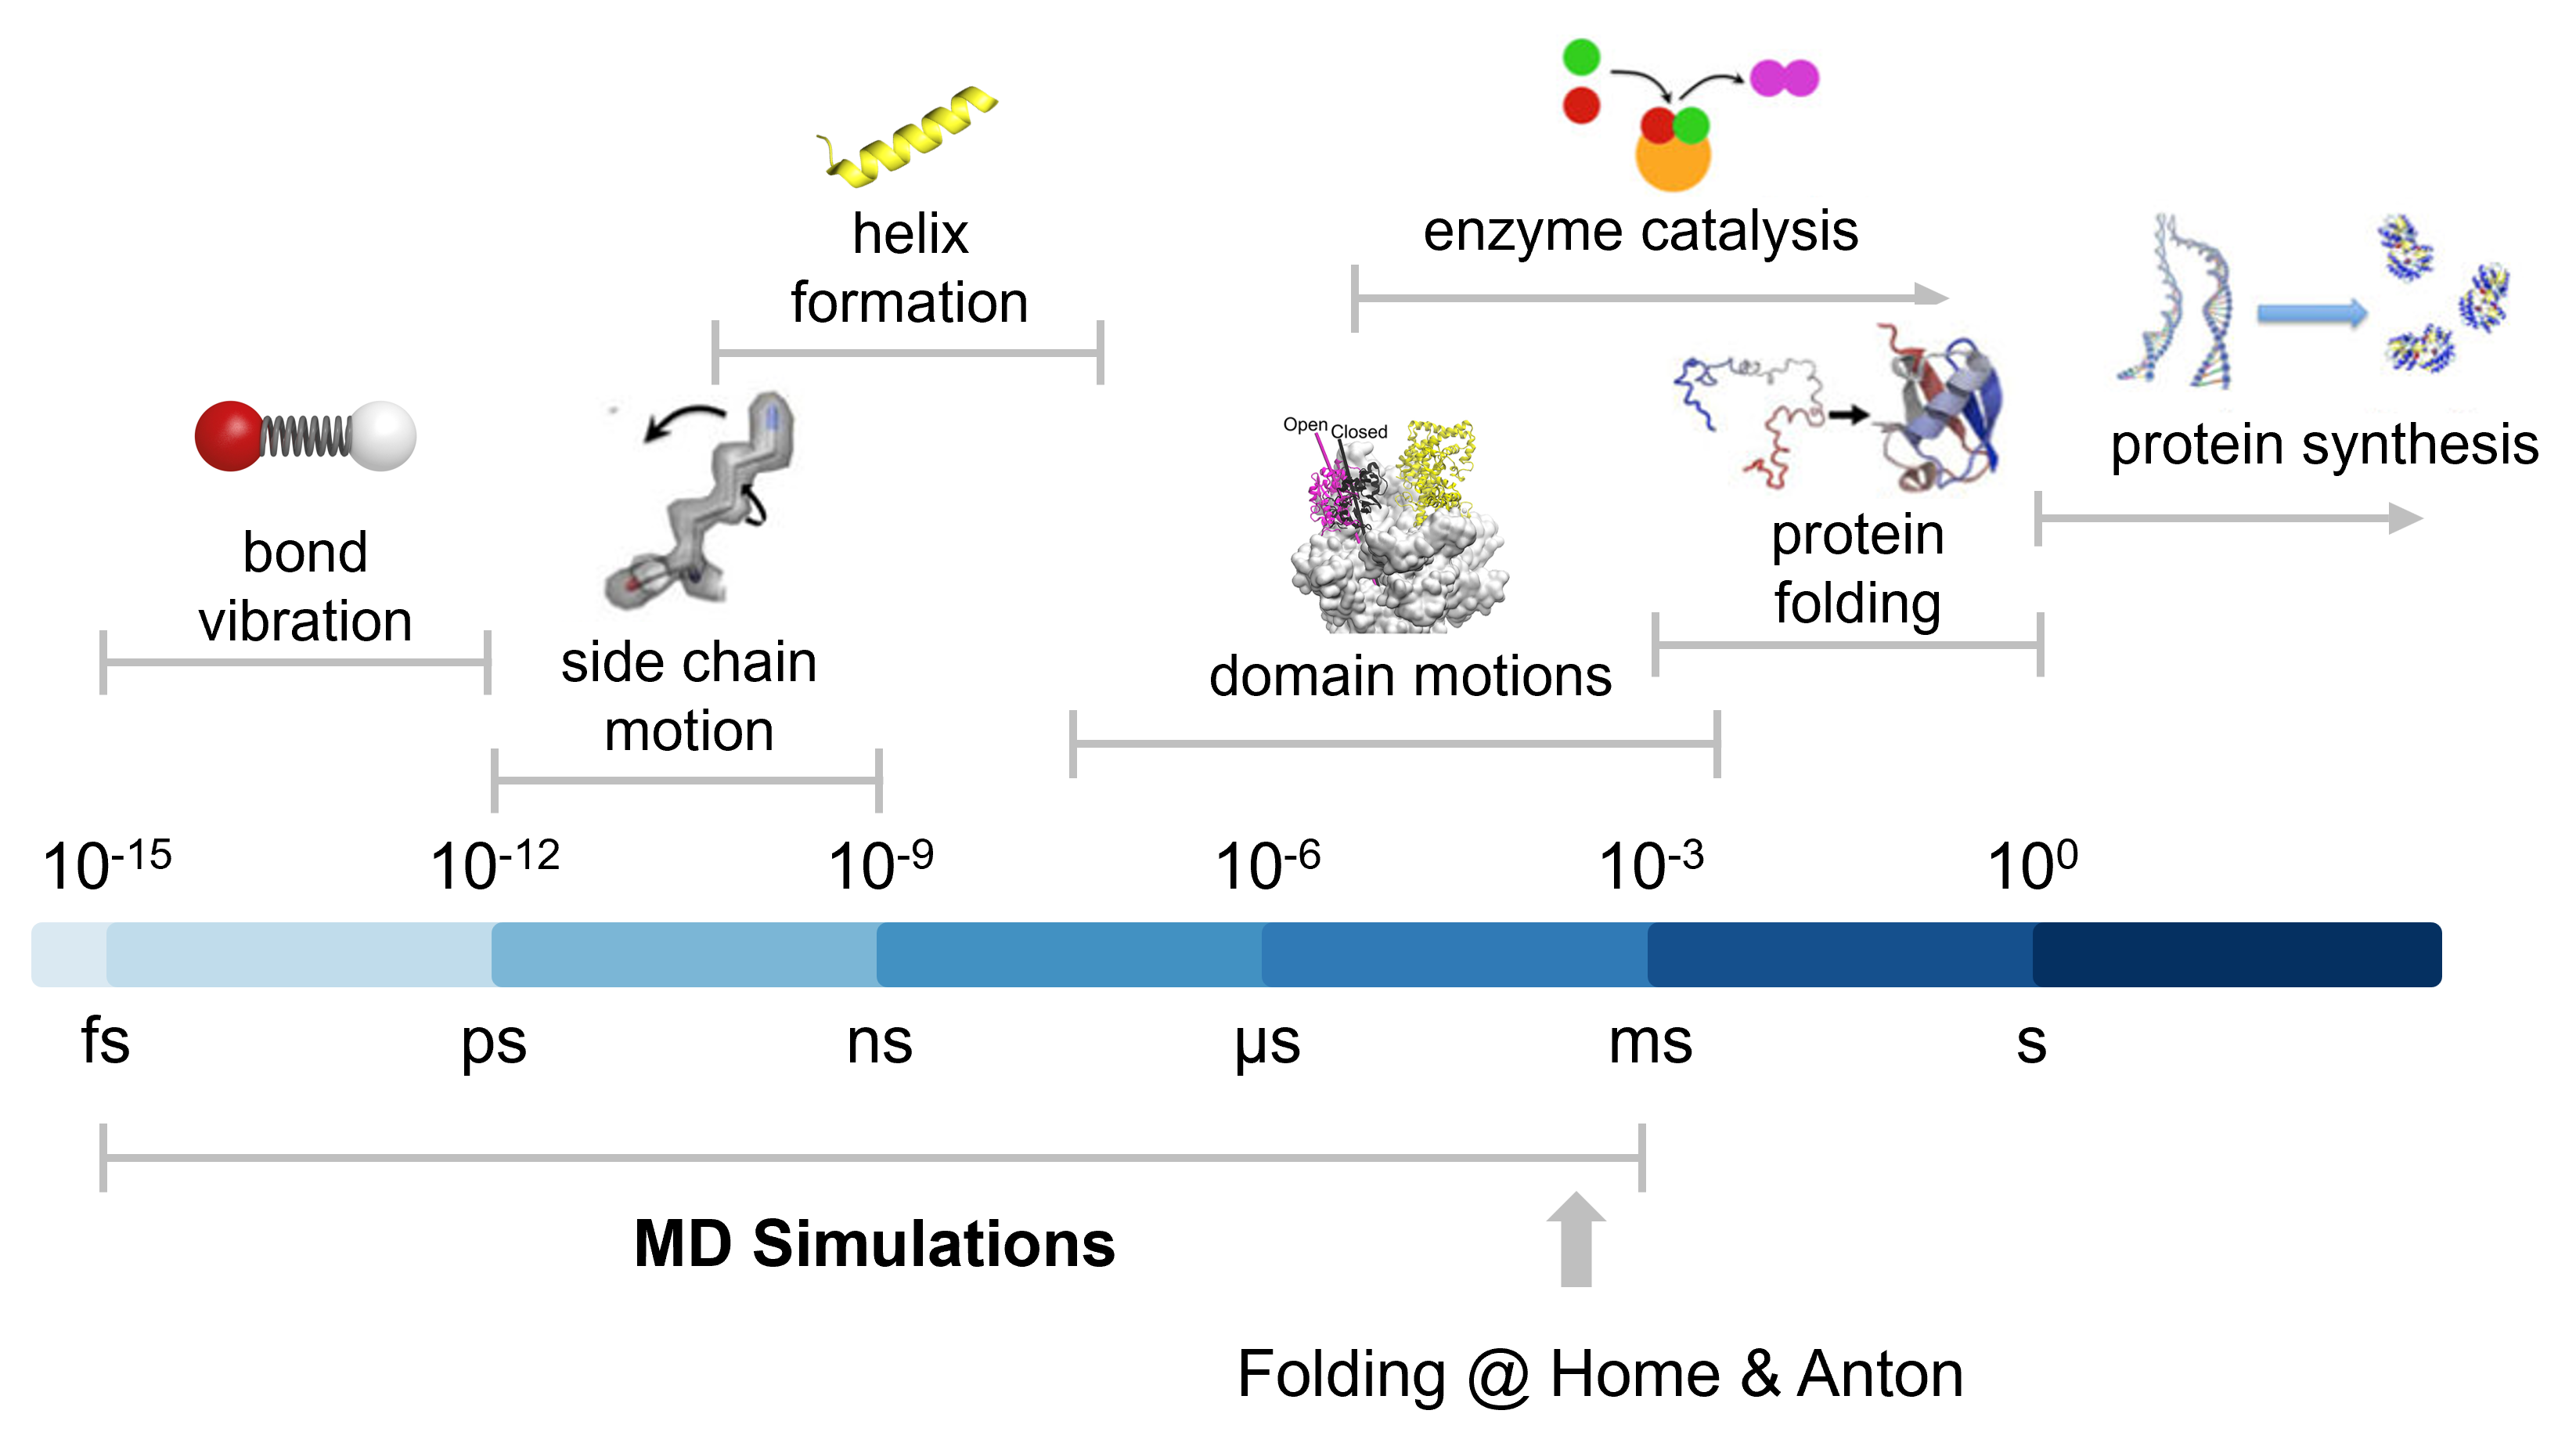 enzyme catalysis
helix
formation
protein synthesis
Open
Closed
bond
vibration
protein
folding
side chain
motion
domain motions
10-15
10-12
10-9
10-6
10-3
100
fs
ps
ns
µs
ms
s
MD Simulations
Folding @ Home & Anton